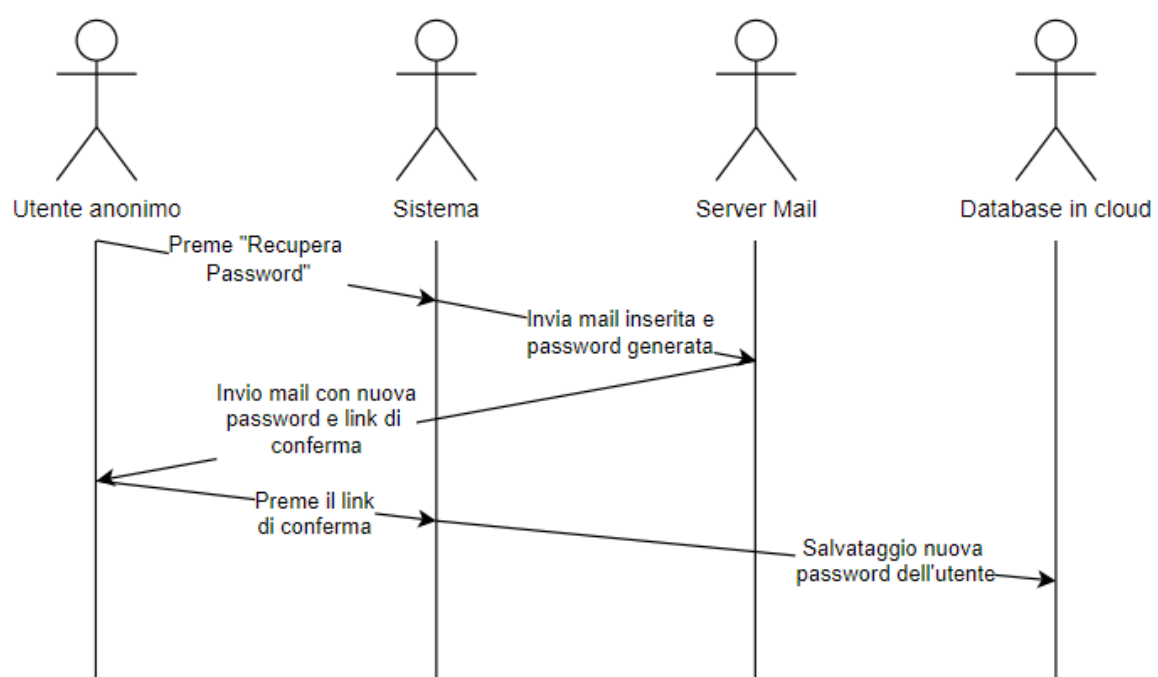 Utente anonimo
Sistema
Server Mail
Database in cloud
Preme "Recupera
Password"
Invia mail inserita e
password generata
Invio mail con nuova
password e link di
conferma
Preme il link
di conferma
Salvataggio nuova
password dell'utente